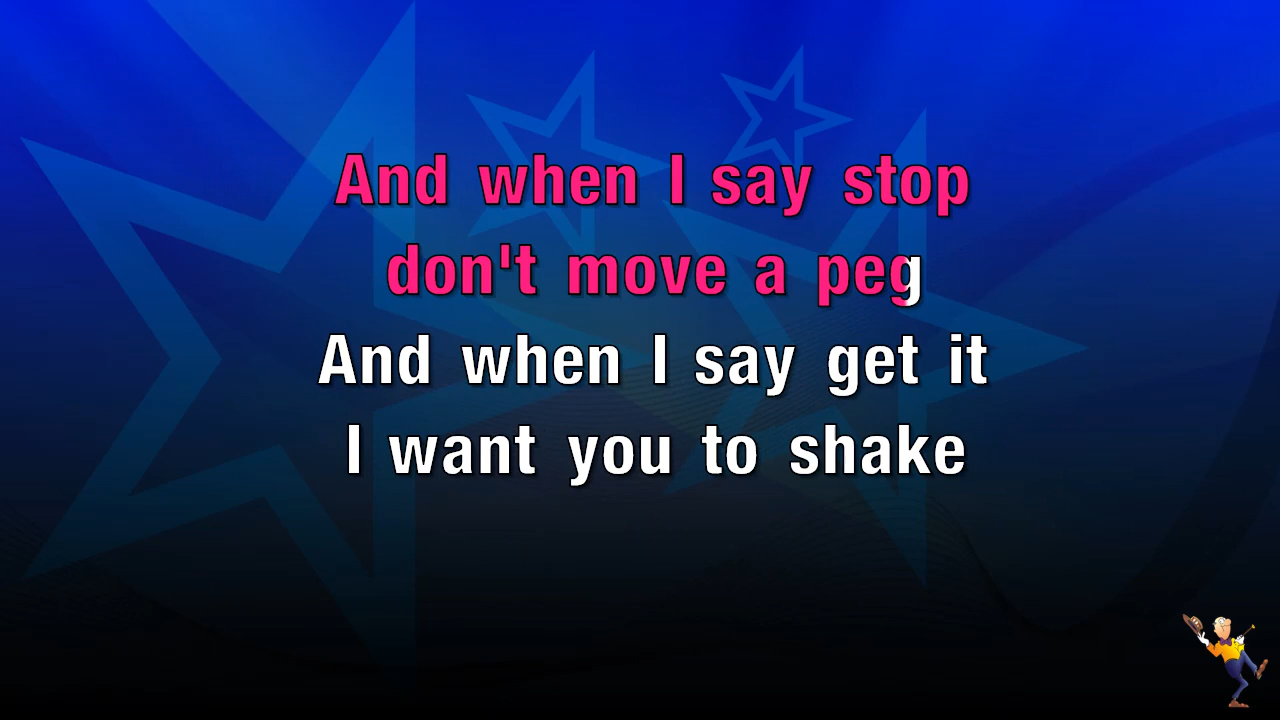 And when I say stop
don't move a peg
And when I say get it
I want you to shake